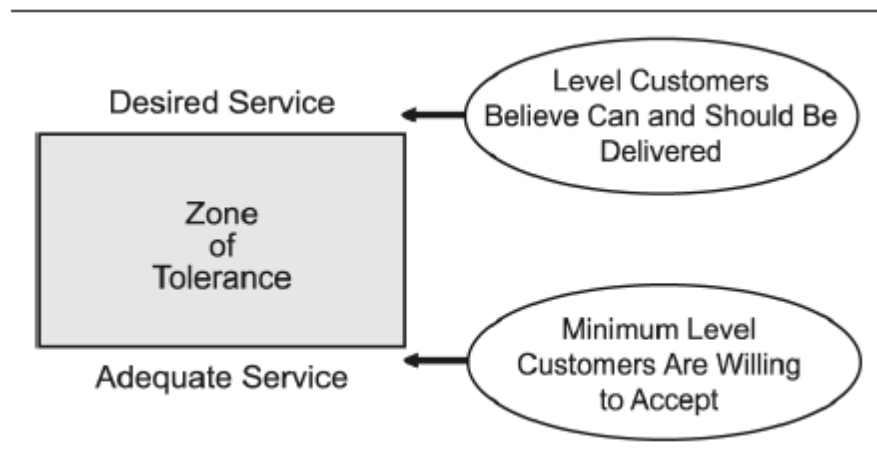 Desired Service
Level Customers
Believe Can and Should Be
Delivered
Zone
of
Tolerance
Adequate Service
Minimum Level
Customers Are Willing
to Accept